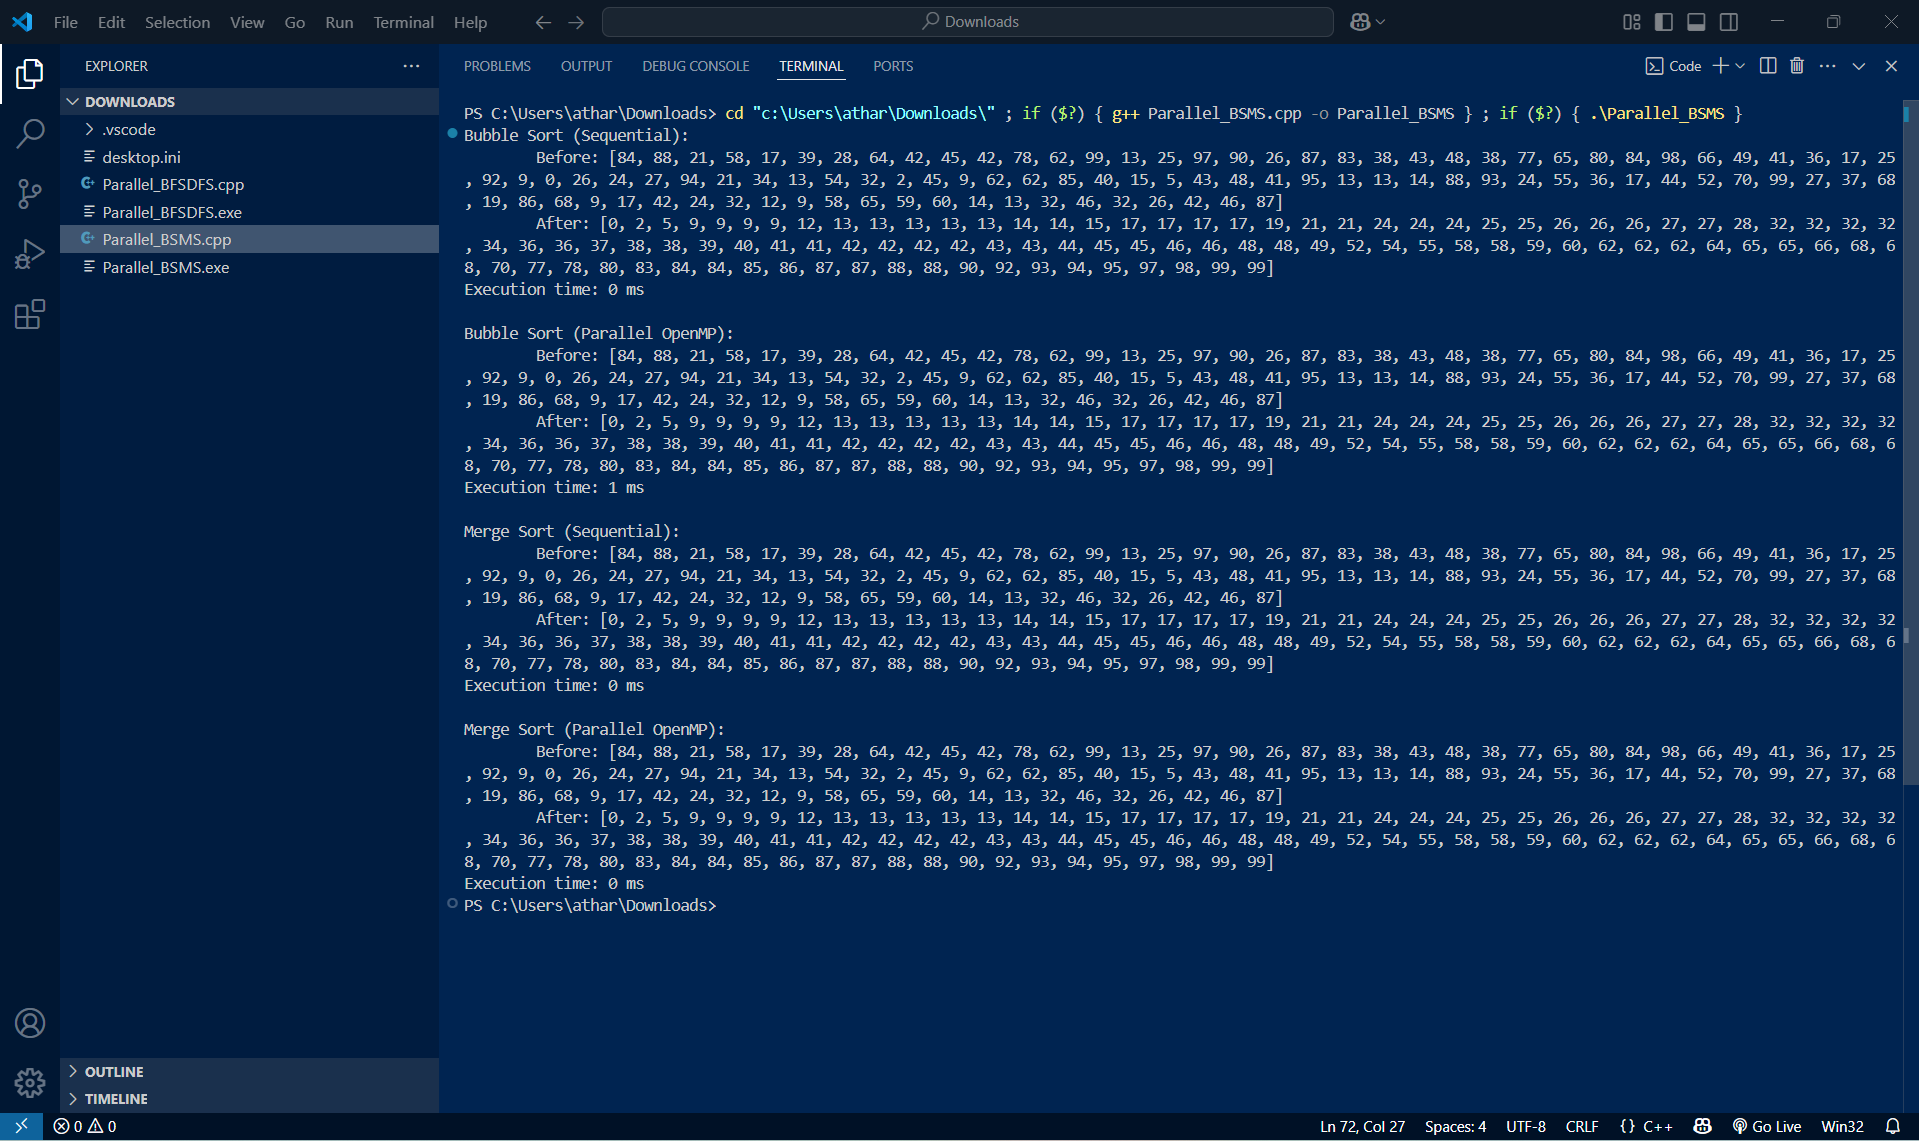 File Edit Selection View Go Run Terminal Help Downloads
EXPLORER
DOWNLOADS
.vscode
desktop.ini
Parallel_BFSDFS.cpp
Parallel_BFSDFS.exe
Parallel_BSMS.cpp
Parallel_BSMS.exe
OUTLINE
TIMELINE
PROBLEMS OUTPUT DEBUG CONSOLE TERMINAL PORTS Code
PS C:\Users\athar\Downloads> cd "c:\Users\athar\Downloads\" ; if ($?) { g++ Parallel_BSMS.cpp -o Parallel_BSMS } ; if ($?) { .\Parallel_BSMS }
Bubble Sort (Sequential):
Before: [84, 88, 21, 58, 17, 39, 28, 64, 42, 45, 42, 78, 62, 99, 13, 25, 97, 90, 26, 87, 83, 38, 43, 48, 38, 77, 65, 80, 84, 98, 66, 49, 41, 36, 17, 25
, 92, 9, 0, 26, 24, 27, 94, 21, 34, 13, 54, 32, 2, 45, 9, 62, 62, 85, 40, 15, 5, 43, 48, 41, 95, 13, 13, 14, 88, 93, 24, 55, 36, 17, 44, 52, 70, 99, 27, 37, 68
, 19, 86, 68, 9, 17, 42, 24, 32, 12, 9, 58, 65, 59, 60, 14, 13, 32, 46, 32, 26, 42, 46, 87]
After: [0, 2, 5, 9, 9, 9, 9, 12, 13, 13, 13, 13, 13, 14, 14, 15, 17, 17, 17, 17, 19, 21, 21, 24, 24, 24, 25, 25, 26, 26, 26, 27, 27, 28, 32, 32, 32, 32
, 34, 36, 36, 37, 38, 38, 39, 40, 41, 41, 42, 42, 42, 42, 43, 43, 44, 45, 45, 46, 46, 48, 48, 49, 52, 54, 55, 58, 58, 59, 60, 62, 62, 62, 64, 65, 65, 66, 68, 6
8, 70, 77, 78, 80, 83, 84, 84, 85, 86, 87, 87, 88, 88, 90, 92, 93, 94, 95, 97, 98, 99, 99]
Execution time: 0 ms
Bubble Sort (Parallel OpenMP):
Before: [84, 88, 21, 58, 17, 39, 28, 64, 42, 45, 42, 78, 62, 99, 13, 25, 97, 90, 26, 87, 83, 38, 43, 48, 38, 77, 65, 80, 84, 98, 66, 49, 41, 36, 17, 25
, 92, 9, 0, 26, 24, 27, 94, 21, 34, 13, 54, 32, 2, 45, 9, 62, 62, 85, 40, 15, 5, 43, 48, 41, 95, 13, 13, 14, 88, 93, 24, 55, 36, 17, 44, 52, 70, 99, 27, 37, 68
, 19, 86, 68, 9, 17, 42, 24, 32, 12, 9, 58, 65, 59, 60, 14, 13, 32, 46, 32, 26, 42, 46, 87]
After: [0, 2, 5, 9, 9, 9, 9, 12, 13, 13, 13, 13, 13, 14, 14, 15, 17, 17, 17, 17, 19, 21, 21, 24, 24, 24, 25, 25, 26, 26, 26, 27, 27, 28, 32, 32, 32, 32
, 34, 36, 36, 37, 38, 38, 39, 40, 41, 41, 42, 42, 42, 42, 43, 43, 44, 45, 45, 46, 46, 48, 48, 49, 52, 54, 55, 58, 58, 59, 60, 62, 62, 62, 64, 65, 65, 66, 68, 6
8, 70, 77, 78, 80, 83, 84, 84, 85, 86, 87, 87, 88, 88, 90, 92, 93, 94, 95, 97, 98, 99, 99]
Execution time: 1 ms
Merge Sort (Sequential):
Before: [84, 88, 21, 58, 17, 39, 28, 64, 42, 45, 42, 78, 62, 99, 13, 25, 97, 90, 26, 87, 83, 38, 43, 48, 38, 77, 65, 80, 84, 98, 66, 49, 41, 36, 17, 25
, 92, 9, 0, 26, 24, 27, 94, 21, 34, 13, 54, 32, 2, 45, 9, 62, 62, 85, 40, 15, 5, 43, 48, 41, 95, 13, 13, 14, 88, 93, 24, 55, 36, 17, 44, 52, 70, 99, 27, 37, 68
, 19, 86, 68, 9, 17, 42, 24, 32, 12, 9, 58, 65, 59, 60, 14, 13, 32, 46, 32, 26, 42, 46, 87]
After: [0, 2, 5, 9, 9, 9, 9, 12, 13, 13, 13, 13, 13, 14, 14, 15, 17, 17, 17, 17, 19, 21, 21, 24, 24, 24, 25, 25, 26, 26, 26, 27, 27, 28, 32, 32, 32, 32
, 34, 36, 36, 37, 38, 38, 39, 40, 41, 41, 42, 42, 42, 42, 43, 43, 44, 45, 45, 46, 46, 48, 48, 49, 52, 54, 55, 58, 58, 59, 60, 62, 62, 62, 64, 65, 65, 66, 68, 6
8, 70, 77, 78, 80, 83, 84, 84, 85, 86, 87, 87, 88, 88, 90, 92, 93, 94, 95, 97, 98, 99, 99]
Execution time: 0 ms
Merge Sort (Parallel OpenMP):
Before: [84, 88, 21, 58, 17, 39, 28, 64, 42, 45, 42, 78, 62, 99, 13, 25, 97, 90, 26, 87, 83, 38, 43, 48, 38, 77, 65, 80, 84, 98, 66, 49, 41, 36, 17, 25
, 92, 9, 0, 26, 24, 27, 94, 21, 34, 13, 54, 32, 2, 45, 9, 62, 62, 85, 40, 15, 5, 43, 48, 41, 95, 13, 13, 14, 88, 93, 24, 55, 36, 17, 44, 52, 70, 99, 27, 37, 68
, 19, 86, 68, 9, 17, 42, 24, 32, 12, 9, 58, 65, 59, 60, 14, 13, 32, 46, 32, 26, 42, 46, 87]
After: [0, 2, 5, 9, 9, 9, 9, 12, 13, 13, 13, 13, 13, 14, 14, 15, 17, 17, 17, 17, 19, 21, 21, 24, 24, 24, 25, 25, 26, 26, 26, 27, 27, 28, 32, 32, 32, 32
, 34, 36, 36, 37, 38, 38, 39, 40, 41, 41, 42, 42, 42, 42, 43, 43, 44, 45, 45, 46, 46, 48, 48, 49, 52, 54, 55, 58, 58, 59, 60, 62, 62, 62, 64, 65, 65, 66, 68, 6
8, 70, 77, 78, 80, 83, 84, 84, 85, 86, 87, 87, 88, 88, 90, 92, 93, 94, 95, 97, 98, 99, 99]
Execution time: 0 ms
PS C:\Users\athar\Downloads>
0 0 Ln 72, Col 27 Spaces: 4 UTF-8 CRLF {} C++ Go Live Win32